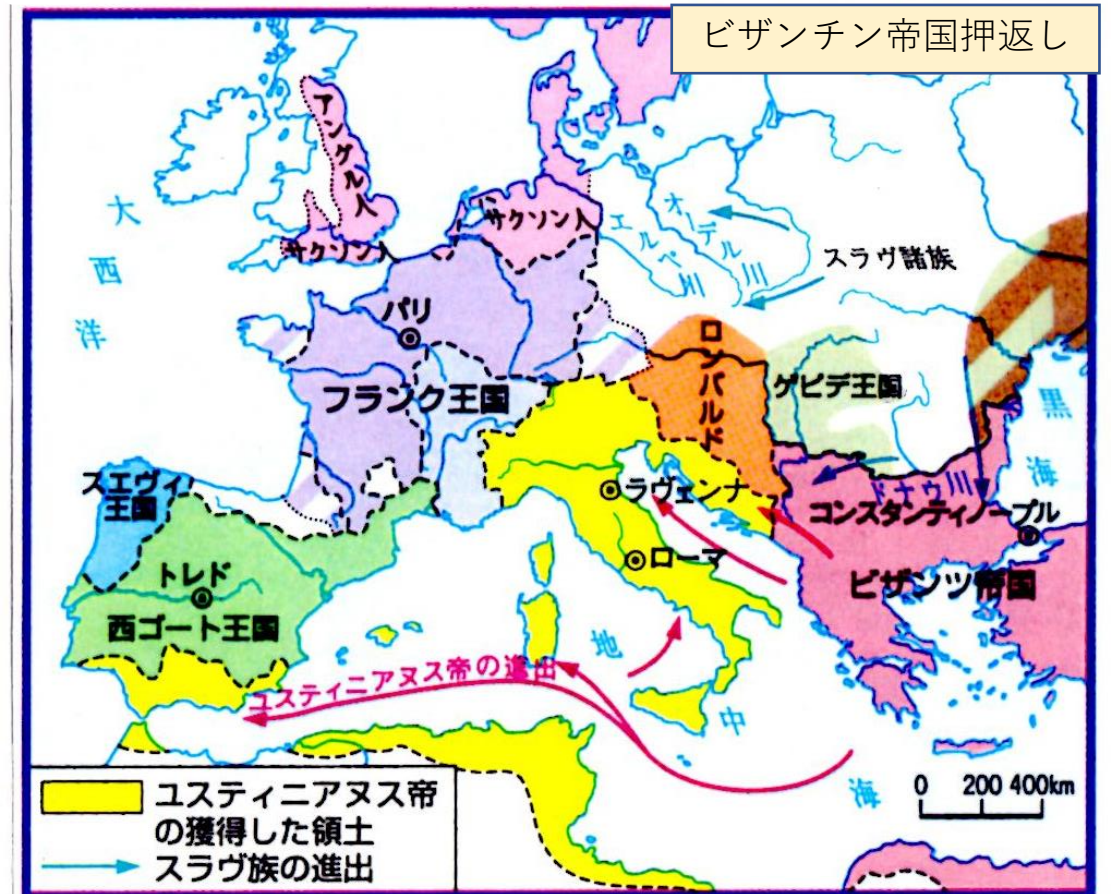 ビザンチン帝国押返し
アングル人
サクソン人
サクソン人
大西洋
エルベ川
オーデル川
スラヴ諸族
パリ
フランク王国
ロンバルド
ゲピデ王国
黒海
スエヴィ
王国
ラヴェンナ
ドナウ川
コンスタンティノープル
トレド
ローマ
ビザンツ帝国
西ゴート王国
地中海
ユスティニアヌス帝の進出
0 200 400km
ユスティニアヌス帝
の獲得した領土
スラヴ族の進出